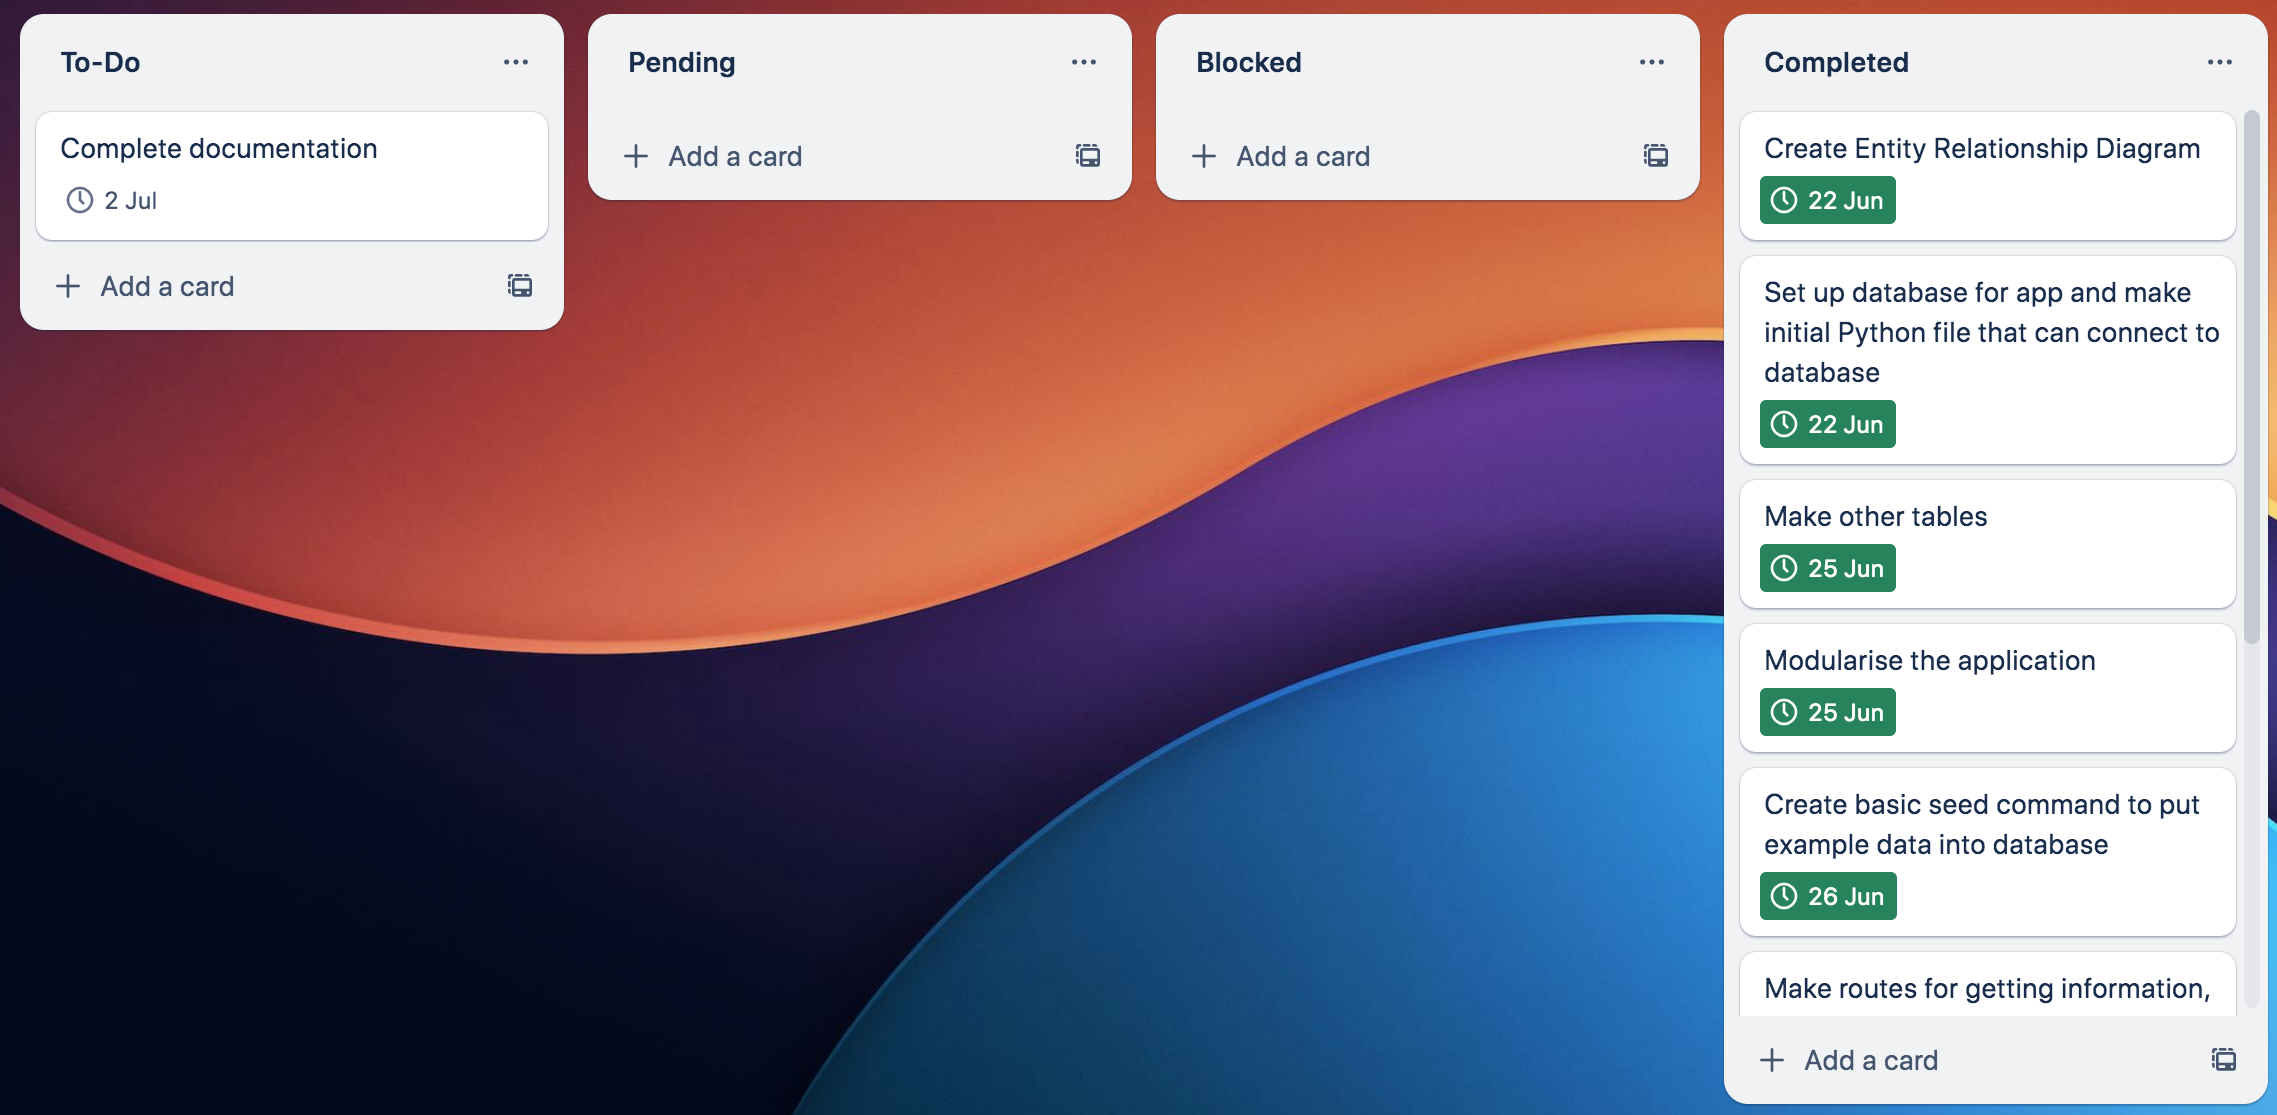 To-Do
Complete documentation
2 Jul
Add a card
Pending
Add a card
Blocked
Add a card
Completed
Create Entity Relationship Diagram
22 Jun
Set up database for app and make
initial Python file that can connect to
database
22 Jun
Make other tables
25 Jun
Modularise the application
25 Jun
Create basic seed command to put
example data into database
26 Jun
Make routes for getting information,
Add a card